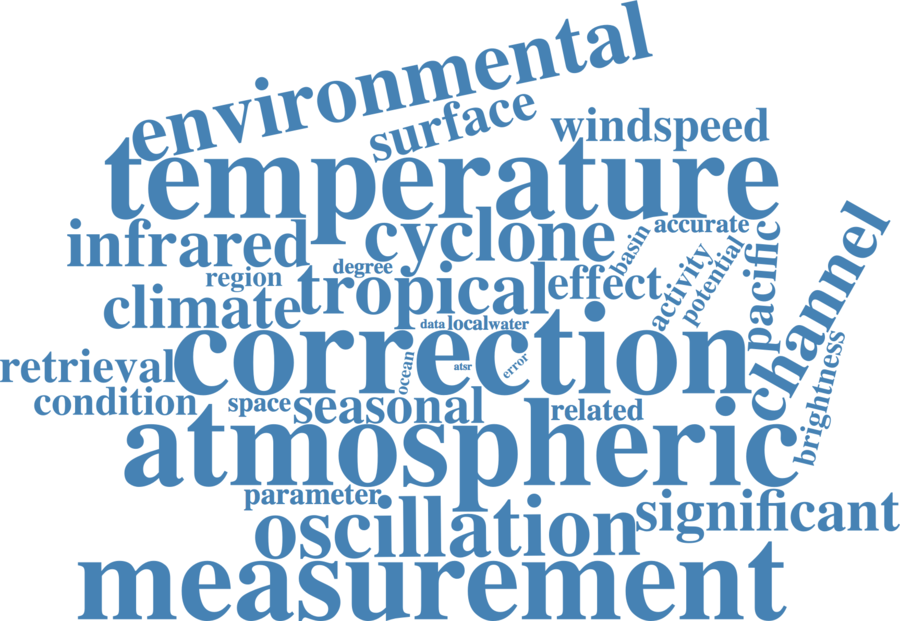 environmental
surface
windspeed
temperature
infrared
cyclone
basin
accurate
region
degree
tropical
effect
activity
potential
pacific
channel
climate
data
local
water
correction
retrieval
ocean
atsr
error
brightness
condition
space
seasonal
related
atmospheric
parameter
oscillation
significant
measurement